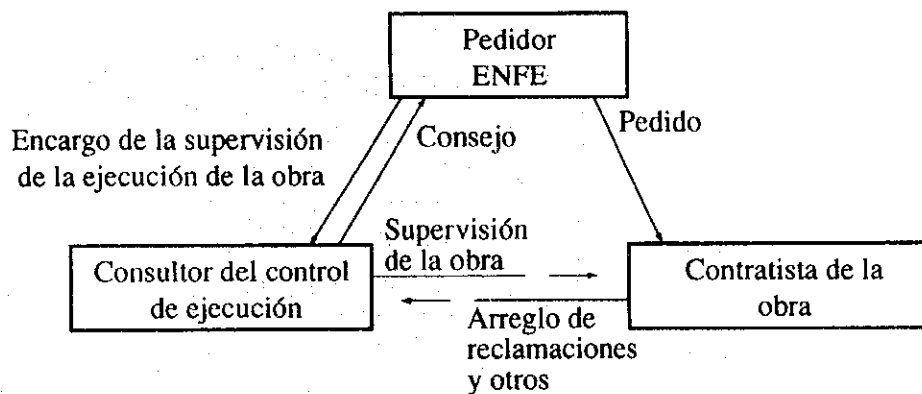 Pedidor
ENFE
Encargo de la supervisión
de la ejecución de la obra
Consejo
Pedido
Consultor del control
de ejecución
Supervisión
de la obra
Contratista de la
obra
Arreglo de
reclamaciones
y otros